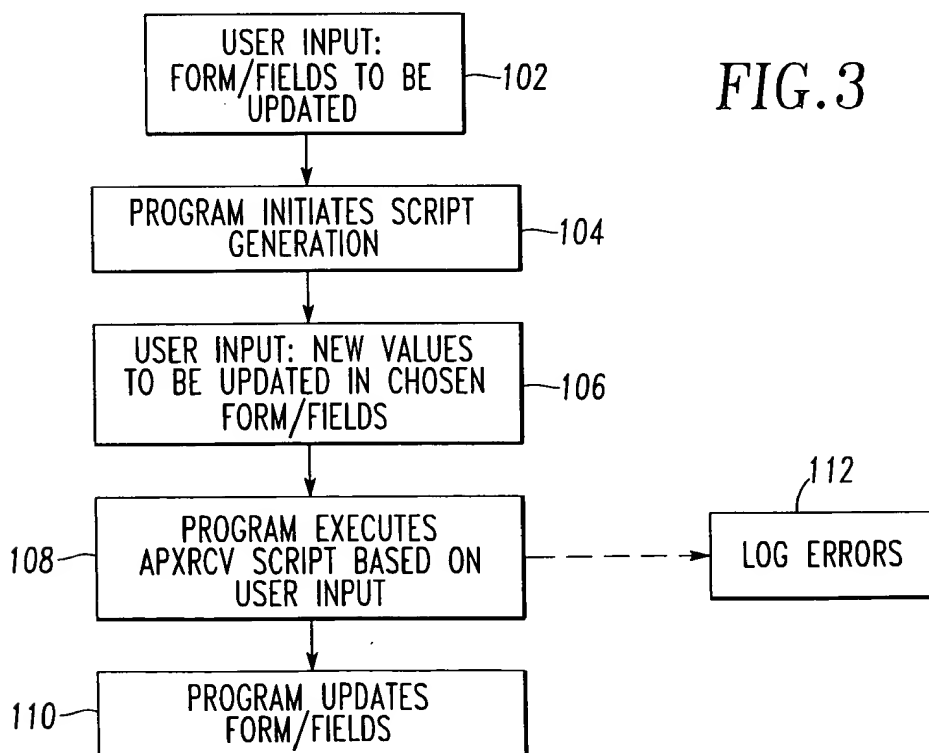 USER INPUT:
FORM/FIELDS TO BE
UPDATED
102
FIG.3
PROGRAM INITIATES SCRIPT
GENERATION
104
USER INPUT: NEW VALUES
TO BE UPDATED IN CHOSEN
FORM/FIELDS
106
PROGRAM EXECUTES
APXRCV SCRIPT BASED ON
USER INPUT
108
112
LOG ERRORS
PROGRAM UPDATES
FORM/FIELDS
110